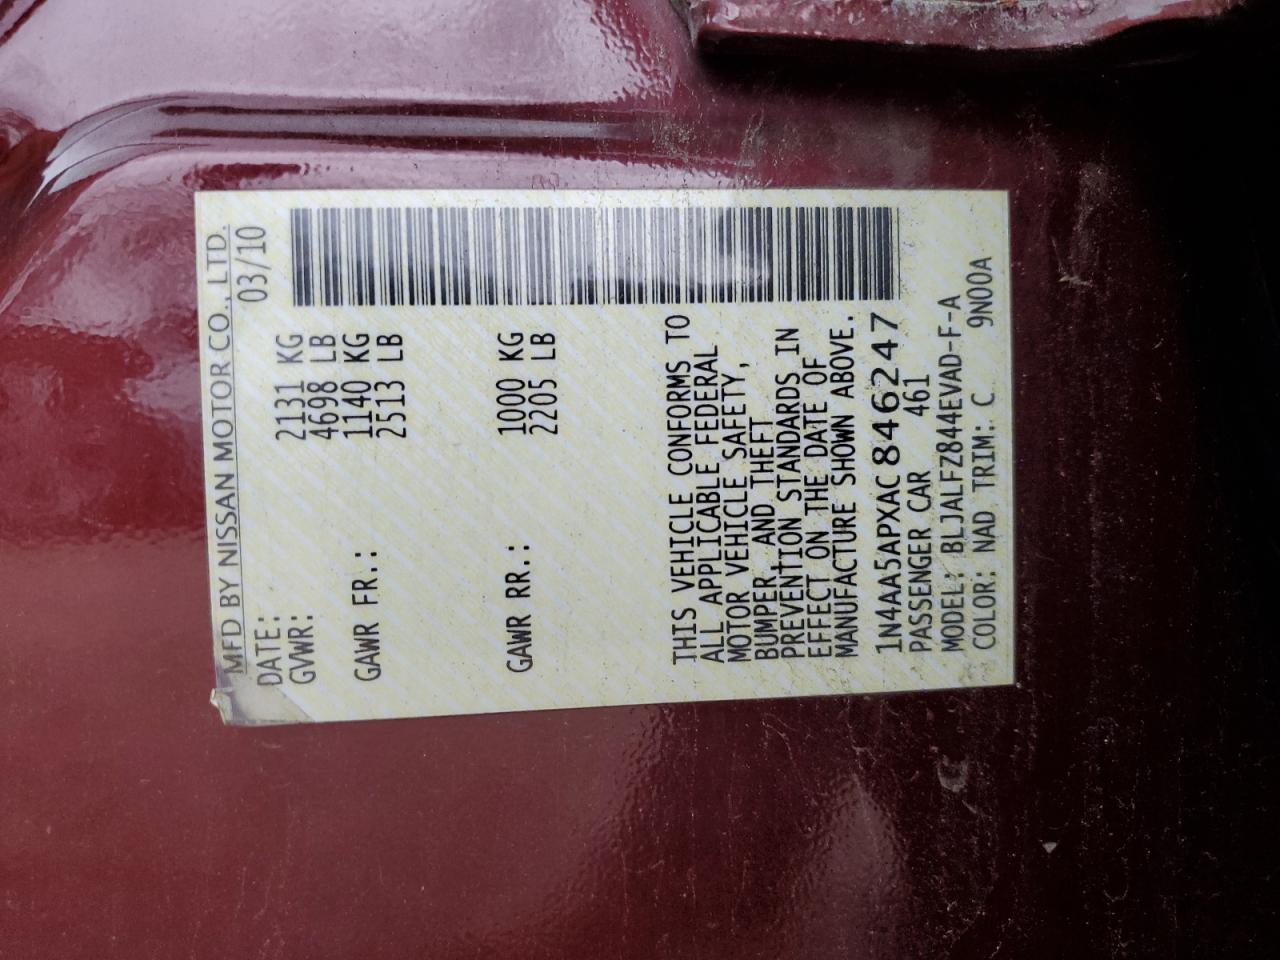 MFD BY NISSAN MOTOR CO., LTD.
DATE: 03/10
GVWR: 2131 KG
4698 LB
GAWR FR.: 1140 KG
2513 LB
GAWR RR.: 1000 KG
2205 LB
THIS VEHICLE CONFORMS TO
ALL APPLICABLE FEDERAL
MOTOR VEHICLE SAFETY,
BUMPER, AND THEFT
PREVENTION STANDARDS IN
EFFECT ON THE DATE OF
MANUFACTURE SHOWN ABOVE.
1N4AA5APXAC846247
PASSENGER CAR 461
MODEL: BLJALFZ844EVAD-F-A
COLOR: NAD TRIM: C 9N00A